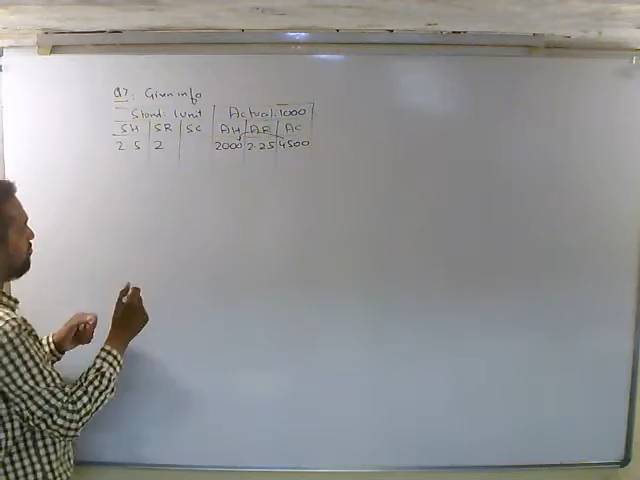 Q7: Given info
Stand: 1 unit Actual: 1000
SH SR SC AH AR AC
2.5 2 2000 2.25 4500